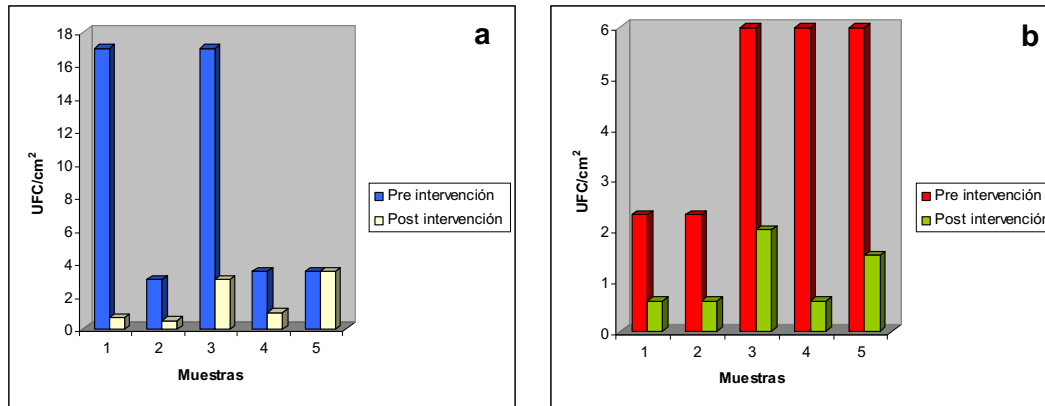 a
18
16
14
12
10
8
6
4
2
0
UFC/cm²
1 2 3 4 5
Muestras
Pre intervención
Post intervención
b
6
5
4
3
2
1
0
UFC/cm²
1 2 3 4 5
Muestras
Pre intervención
Post intervención